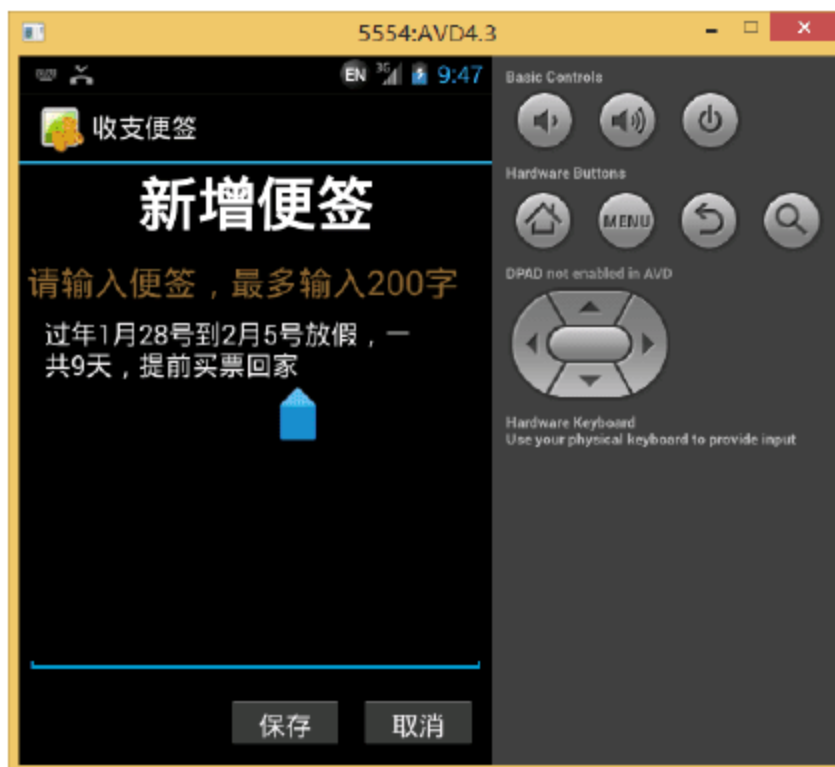 5554:AVD4.3
EN 3G 9:47
收支便签
新增便签
请输入便签，最多输入200字
过年1月28号到2月5号放假，一
共9天，提前买票回家
保存 取消
Basic Controls
Hardware Buttons
MENU
DPAD not enabled in AVD
Hardware Keyboard
Use your physical keyboard to provide input